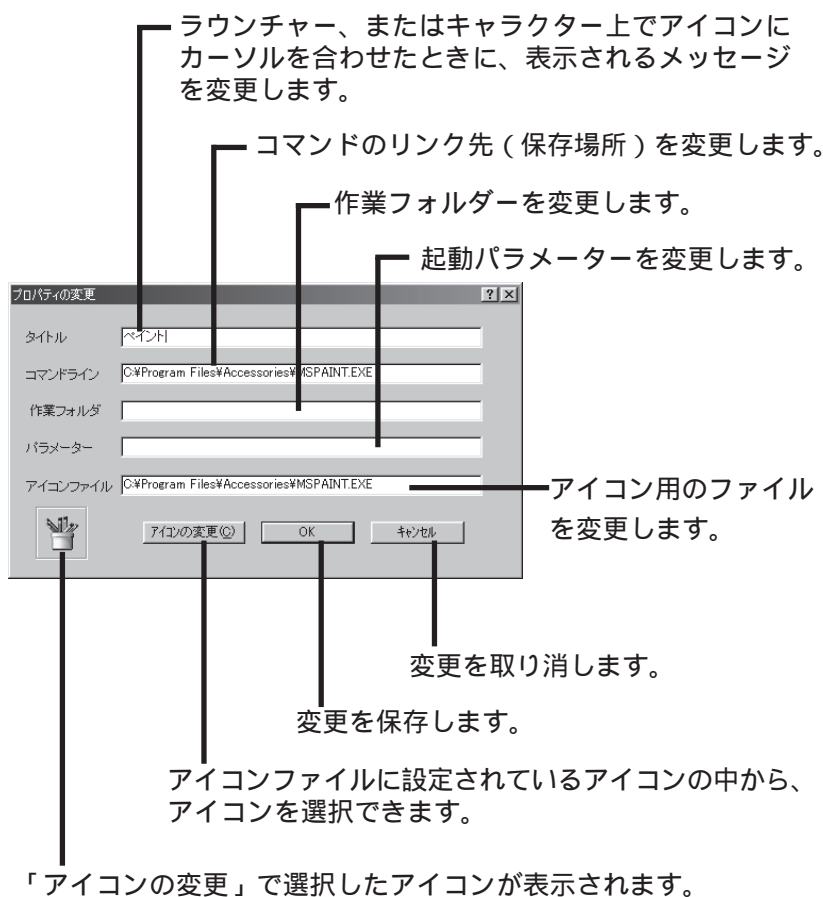 ラウンチャー、またはキャラクター上でアイコンに
カーソルを合わせたときに、表示されるメッセージ
を変更します。
コマンドのリンク先（保存場所）を変更します。
作業フォルダーを変更します。
起動パラメーターを変更します。
プロパティの変更
タイトル
ペイント
コマンドライン
C:¥Program Files¥Accessories¥MSPAINT.EXE
作業フォルダ
パラメーター
アイコンファイル
C:¥Program Files¥Accessories¥MSPAINT.EXE
アイコン用のファイル
を変更します。
アイコンの変更(C)
OK
キャンセル
変更を取り消します。
変更を保存します。
アイコンファイルに設定されているアイコンの中から、
アイコンを選択できます。
「アイコンの変更」で選択したアイコンが表示されます。